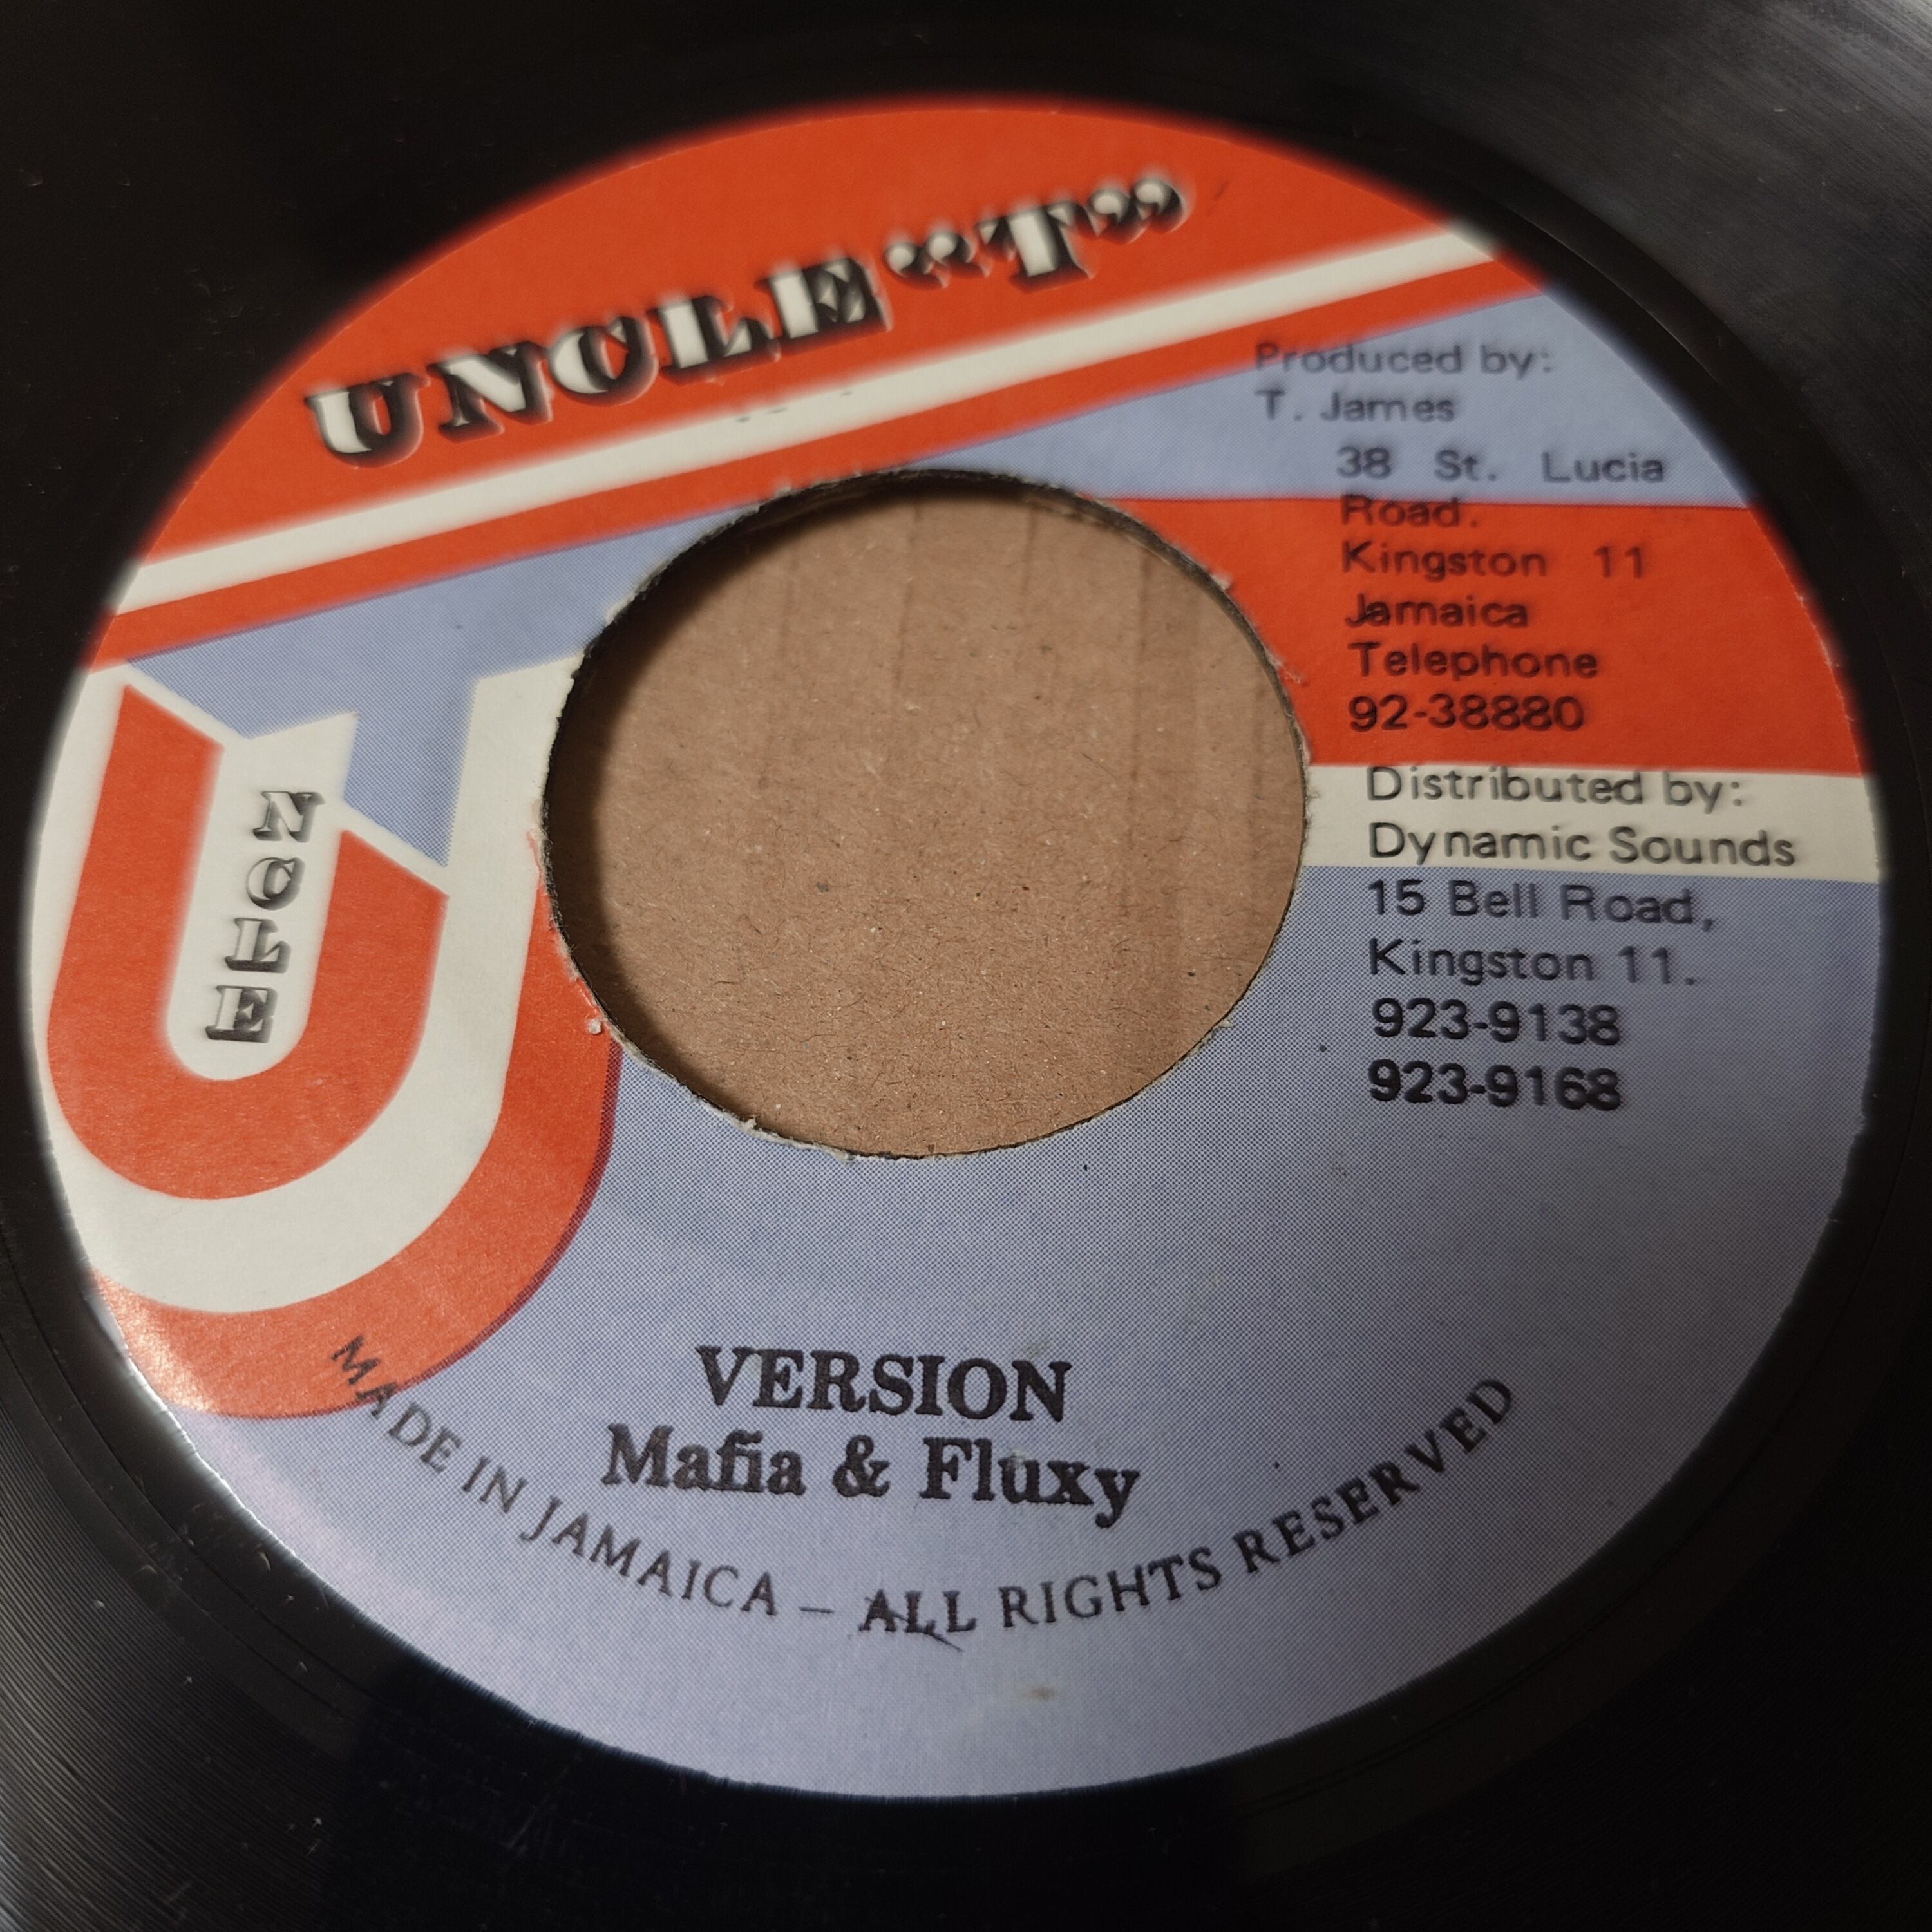 UNCLE “T”
Produced by:
T. James
38 St. Lucia
Road.
Kingston 11
Jamaica
Telephone
92-38880
Distributed by:
Dynamic Sounds
15 Bell Road,
Kingston 11.
923-9138
923-9168
U
NCLE
VERSION
Mafia & Fluxy
MADE IN JAMAICA – ALL RIGHTS RESERVED